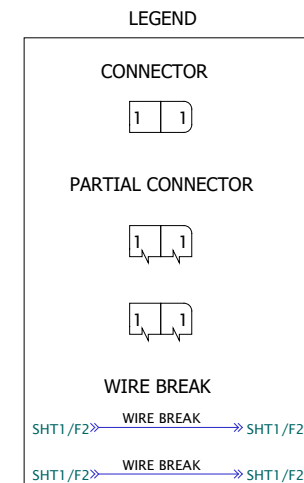 LEGEND
CONNECTOR
1 1
PARTIAL CONNECTOR
1 1
1 1
WIRE BREAK
SHT1/F2 WIRE BREAK SHT1/F2
SHT1/F2 WIRE BREAK SHT1/F2